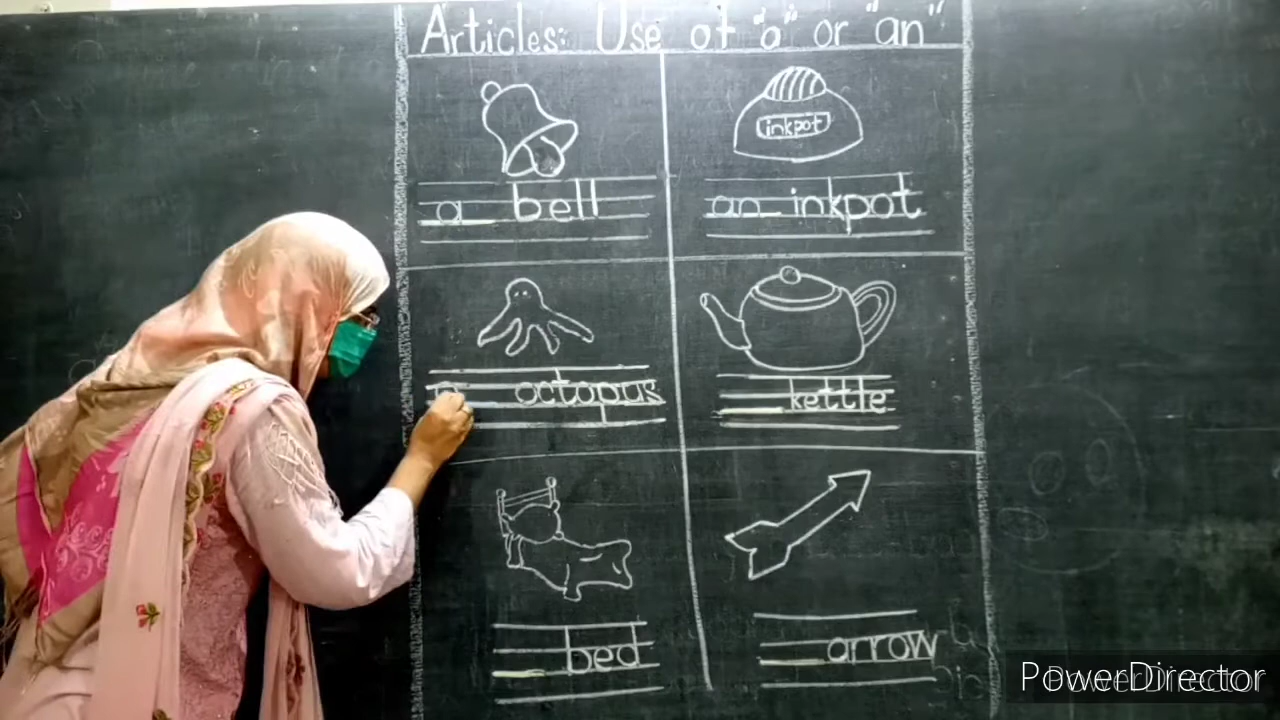 Articles: Use of "a" or "an"
inkpot
a bell
an inkpot
a octopus
kettle
bed
arrow
PowerDirector